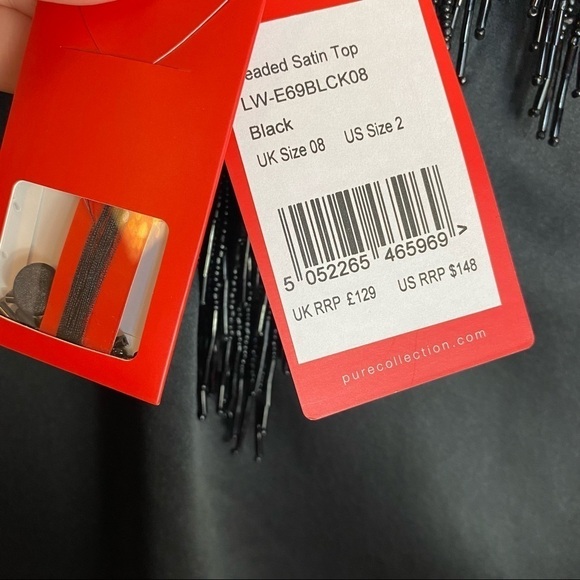 eaded Satin Top
LW-E69BLCK08
Black
UK Size 08 US Size 2
5 052265 465969 >
UK RRP £129 US RRP $148
purecollection.com